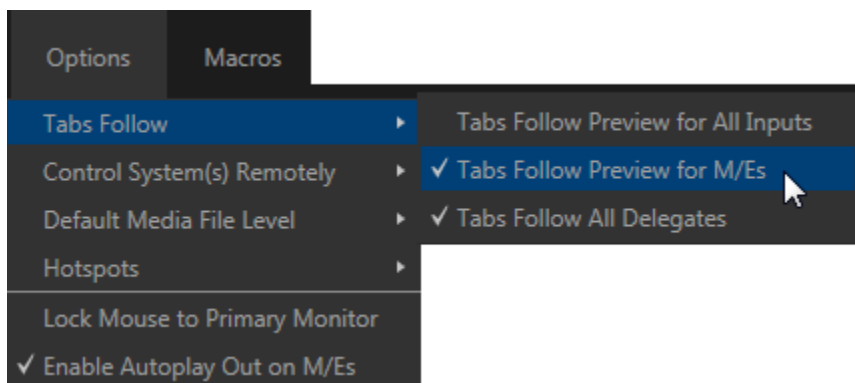 Options Macros
Tabs Follow
Control System(s) Remotely
Default Media File Level
Hotspots
Lock Mouse to Primary Monitor
✓ Enable Autoplay Out on M/Es
Tabs Follow Preview for All Inputs
✓ Tabs Follow Preview for M/Es
✓ Tabs Follow All Delegates